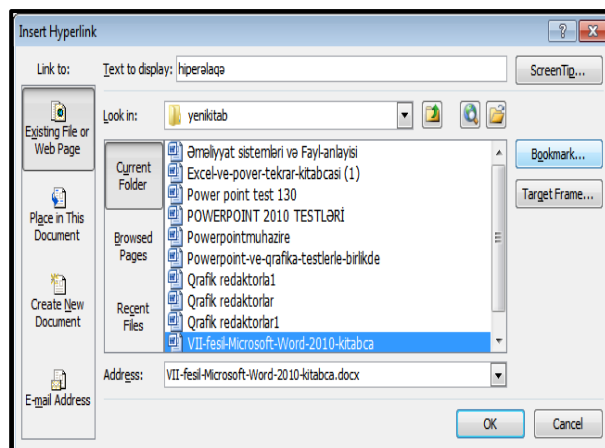 Insert Hyperlink
Link to:
Text to display: hiperəlaqə
ScreenTip...
Existing File or
Web Page
Look in: yenikitab
Bookmark...
Target Frame...
Current
Folder
Browsed
Pages
Recent
Files
Əməliyyat sistemləri və Fayl-anlayisi
Excel-ve-pover-tekrar-kitabcasi (1)
Power point test 130
POWERPOINT 2010 TESTLƏRİ
Powerpointmuhazire
Powerpoint-ve-qrafika-testlerle-birlikde
Qrafik redaktorla1
Qrafik redaktorlar
Qrafik redaktorlar1
VII-fesil-Microsoft-Word-2010-kitabca
Place in This
Document
Create New
Document
E-mail Address
Address: VII-fesil-Microsoft-Word-2010-kitabca.docx
OK Cancel